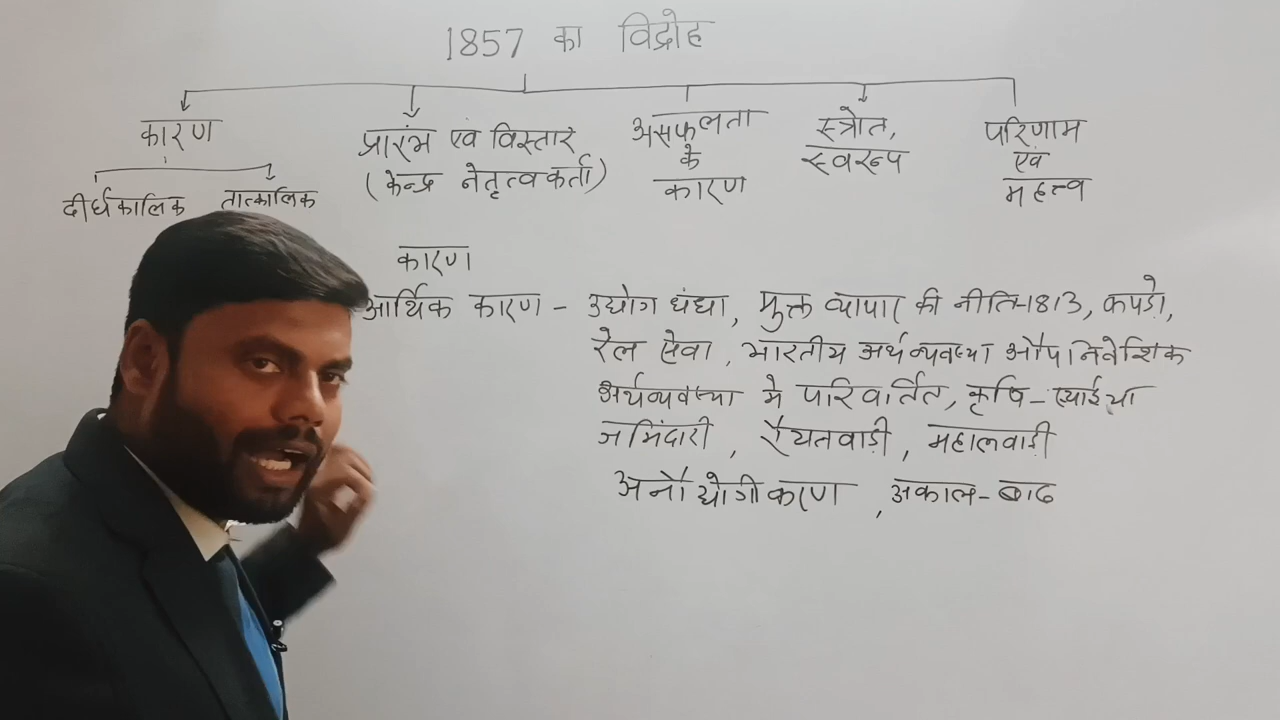 1857 का विद्रोह
कारण
दीर्घकालिक तात्कालिक
प्रारंभ एवं विस्तार
(केन्द्र नेतृत्वकर्ता)
असफलता
के
कारण
स्त्रोत,
स्वरूप
परिणाम
एवं
महत्व
कारण
आर्थिक कारण - उद्योग धंधा, मुक्त व्यापार की नीति-1813, कपड़े,
रेल सेवा, भारतीय अर्थव्यवस्था औपनिवेशिक
अर्थव्यवस्था मे परिवर्तित, कृषि - स्थाई या
जमिंदारी, रैयतवाड़ी, महालवाड़ी
अनौद्योगीकरण, अकाल - बाढ